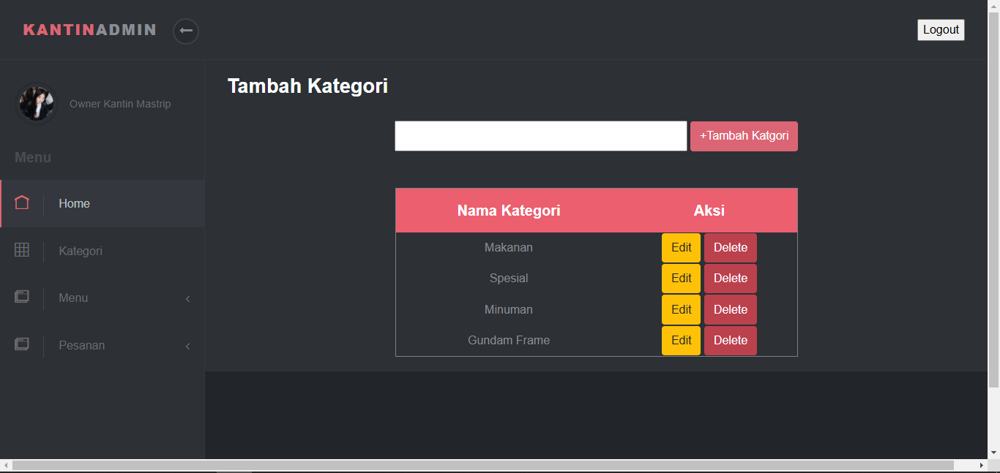 KANTINADMIN
Logout
Owner Kantin Mastrip
Menu
Home
Kategori
Menu
Pesanan
Tambah Kategori
+Tambah Katgori
Nama Kategori Aksi
Makanan Edit Delete
Spesial Edit Delete
Minuman Edit Delete
Gundam Frame Edit Delete